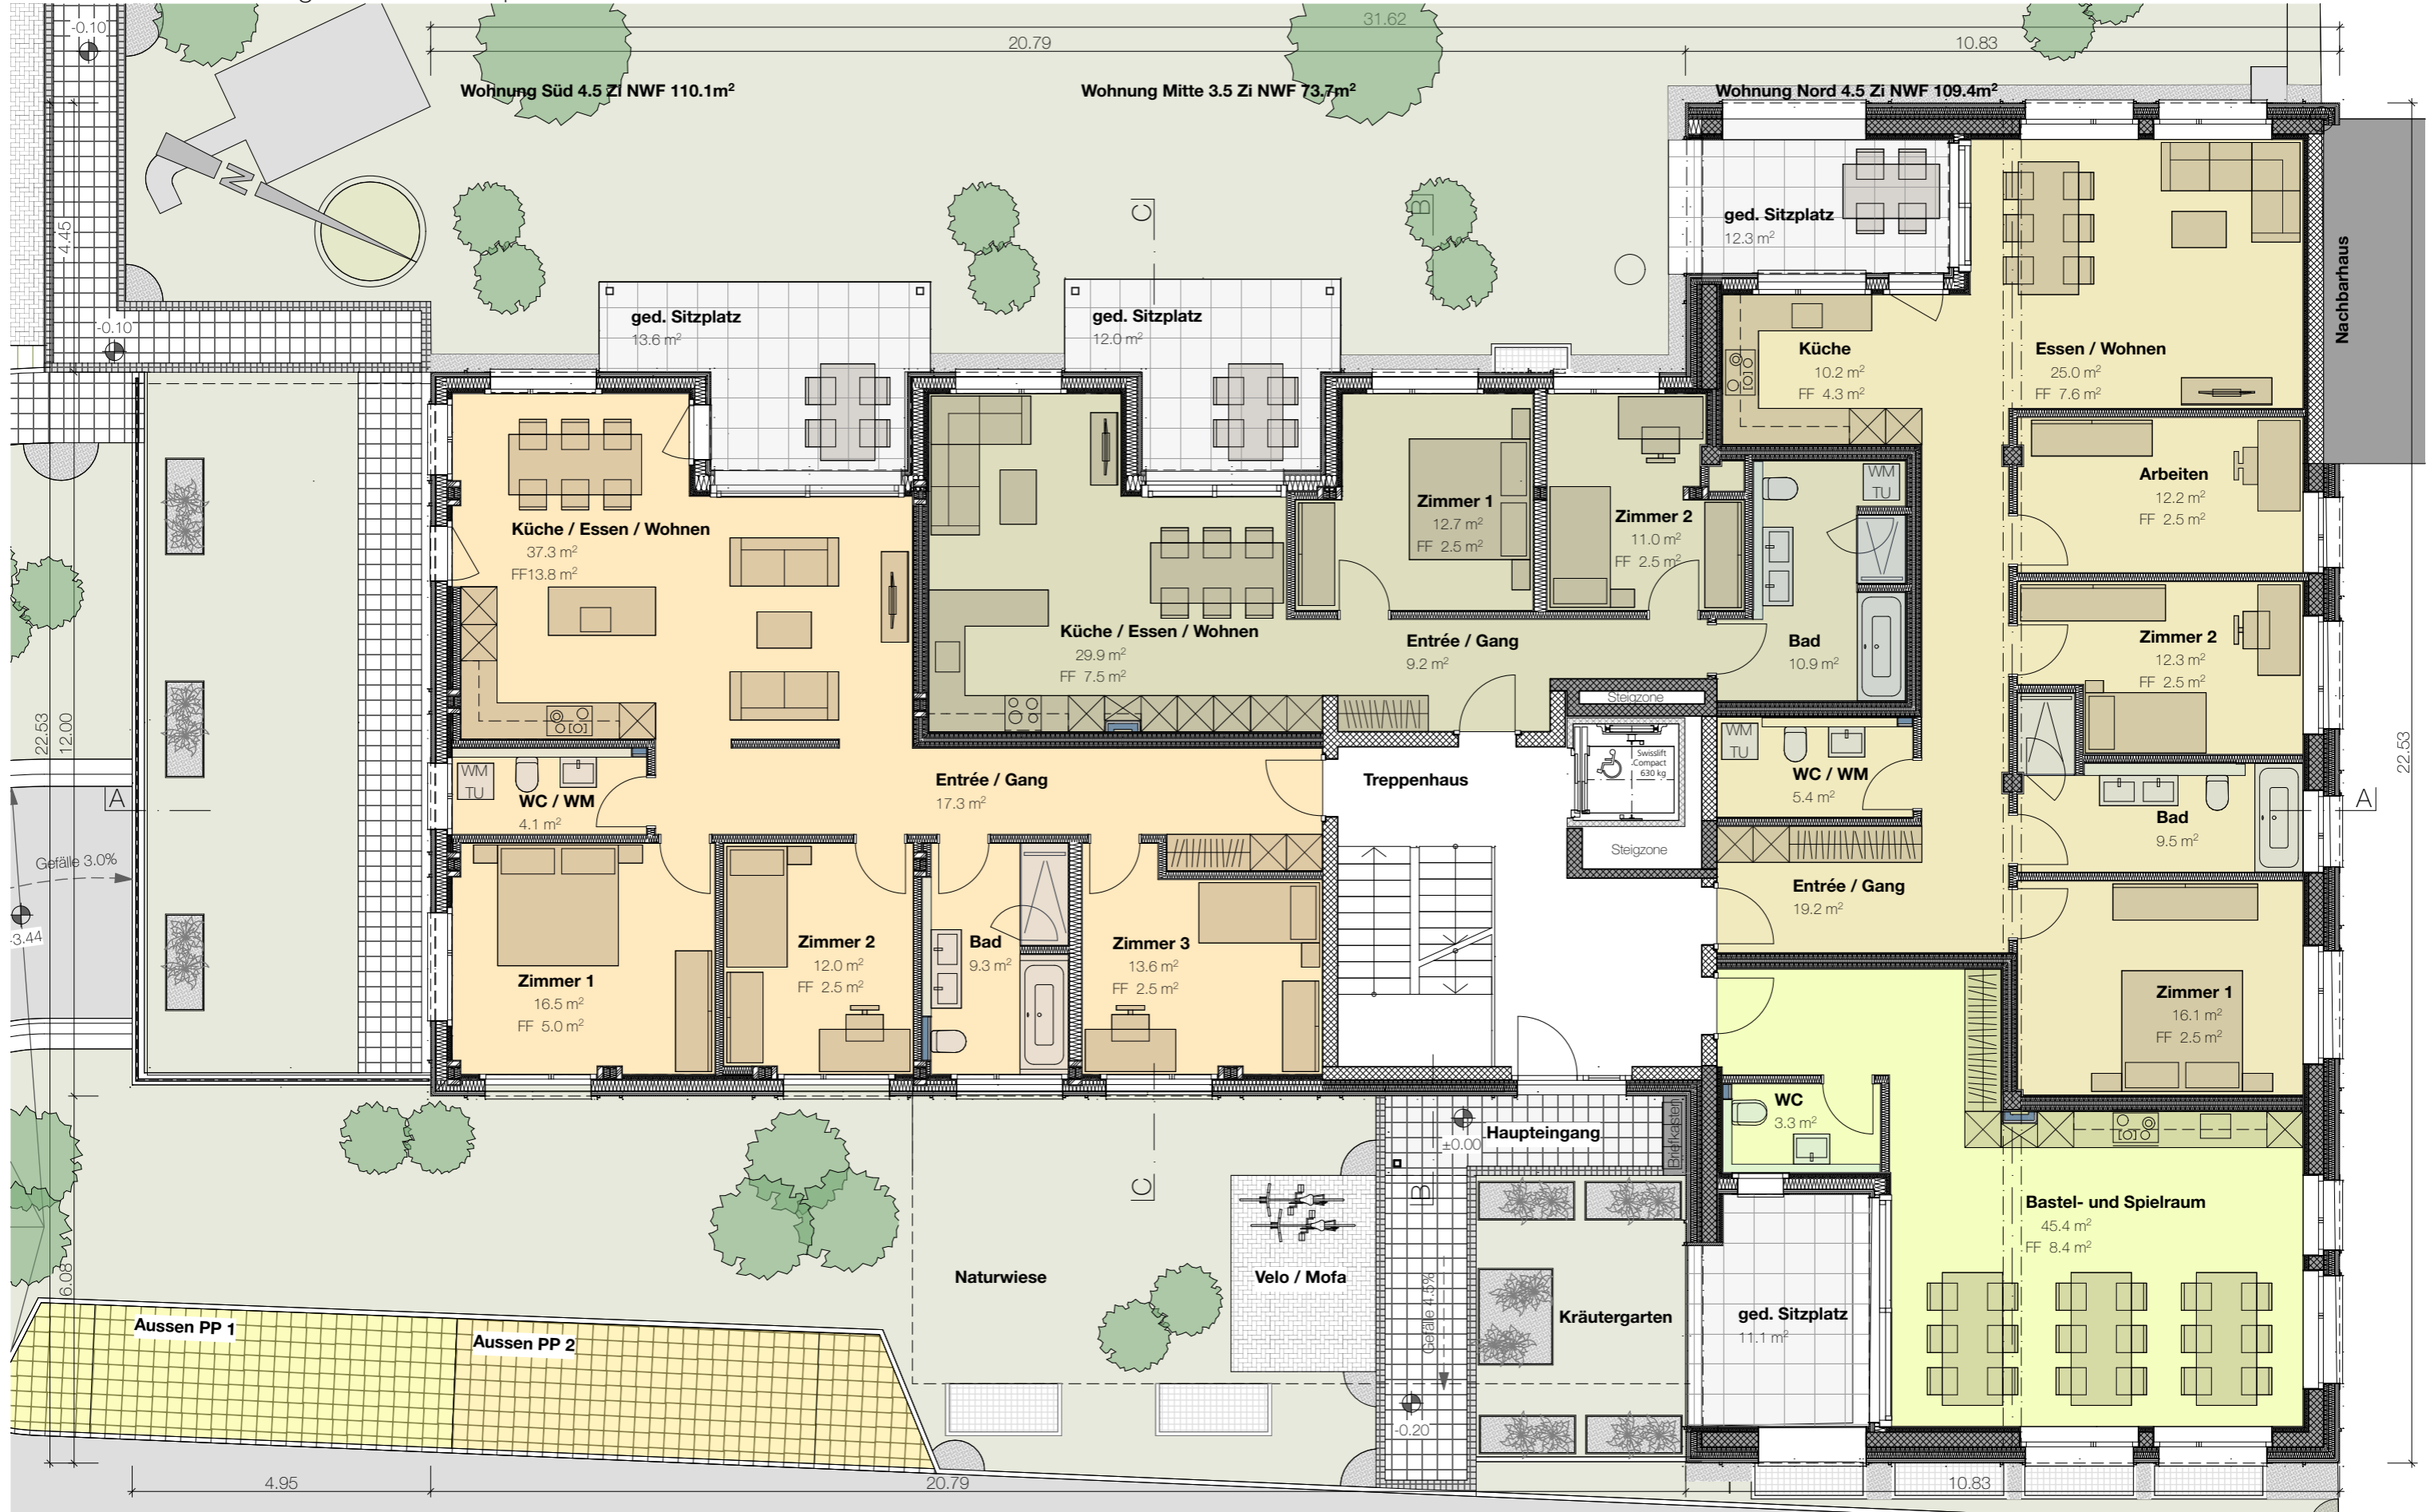 -0.10
31.62
20.79
10.83
Wohnung Süd 4.5 Zi NWF 110.1m²
Wohnung Mitte 3.5 Zi NWF 73.7m²
Wohnung Nord 4.5 Zi NWF 109.4m²
N
4.45
C
B
ged. Sitzplatz
12.3 m²
Nachbarhaus
-0.10
ged. Sitzplatz
13.6 m²
ged. Sitzplatz
12.0 m²
Küche
10.2 m²
FF 4.3 m²
Essen / Wohnen
25.0 m²
FF 7.6 m²
Küche / Essen / Wohnen
37.3 m²
FF13.8 m²
Zimmer 1
12.7 m²
FF 2.5 m²
Zimmer 2
11.0 m²
FF 2.5 m²
WM
TU
Arbeiten
12.2 m²
FF 2.5 m²
Küche / Essen / Wohnen
29.9 m²
FF 7.5 m²
Entrée / Gang
9.2 m²
Bad
10.9 m²
Zimmer 2
12.3 m²
FF 2.5 m²
Steigzone
22.53
12.00
22.53
WM
TU
WC / WM
4.1 m²
Entrée / Gang
17.3 m²
Treppenhaus
Swisslift
Compact
630 kg
WM
TU
WC / WM
5.4 m²
A
A
Bad
9.5 m²
Steigzone
Gefälle 3.0%
-3.44
Entrée / Gang
19.2 m²
Zimmer 1
16.5 m²
FF 5.0 m²
Zimmer 2
12.0 m²
FF 2.5 m²
Bad
9.3 m²
Zimmer 3
13.6 m²
FF 2.5 m²
Zimmer 1
16.1 m²
FF 2.5 m²
WC
3.3 m²
±0.00
Haupteingang
Briefkasten
C
B
Bastel- und Spielraum
45.4 m²
FF 8.4 m²
6.08
Naturwiese
Velo / Mofa
Gefälle 4.5%
Kräutergarten
ged. Sitzplatz
11.1 m²
Aussen PP 1
Aussen PP 2
-0.20
4.95
20.79
10.83